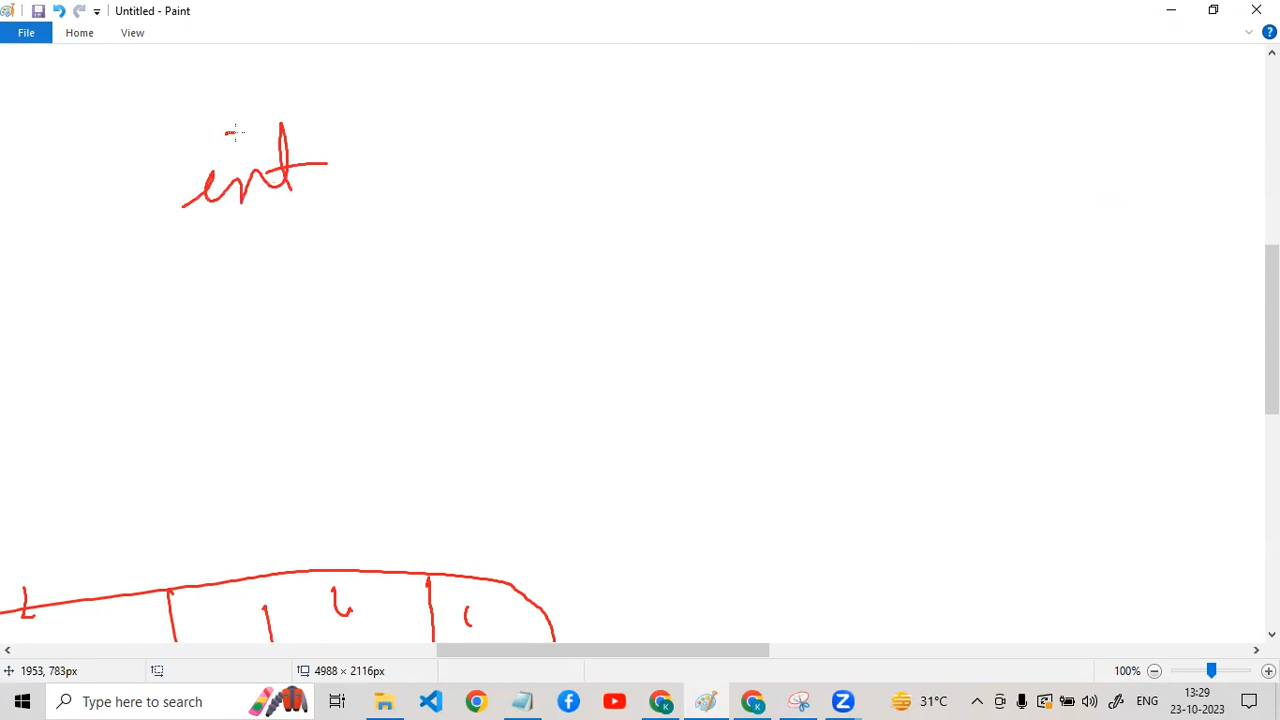 Untitled - Paint
File Home View
int
1953, 783px 4988 × 2116px 100%
Type here to search 31°C ENG 13:29
23-10-2023